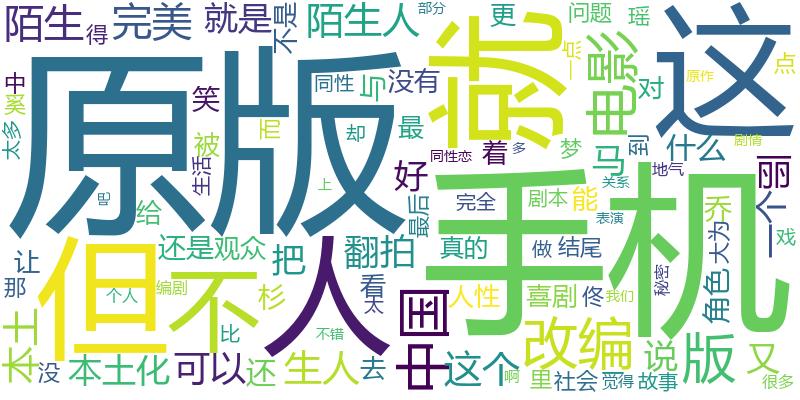 陌生
得
完美
就是
不是
陌生人
部分
更
问题
瑶
原版
就
电影
这
一点
点
中
奚
太多
笑
同性
与
没有
对
原作
被
而
却
最
同性恋
着
多
梦
马
到
什么
剧情
生活
吧
上
好
手机
地气
丽
一个
给
最后
完全
剧本
能
关系
表演
乔
戏
但
不
人
还是
观众
把
翻拍
真的
做
结尾
秘密
角色
大为
让
那
个人
编剧
杉
看
太
中国
人性
喜剧
佟
我们
本土
比
不错
改编
说
版
又
没
本土化
可以
还
生人
去
这个
啊
里
社会
觉得
故事
很多